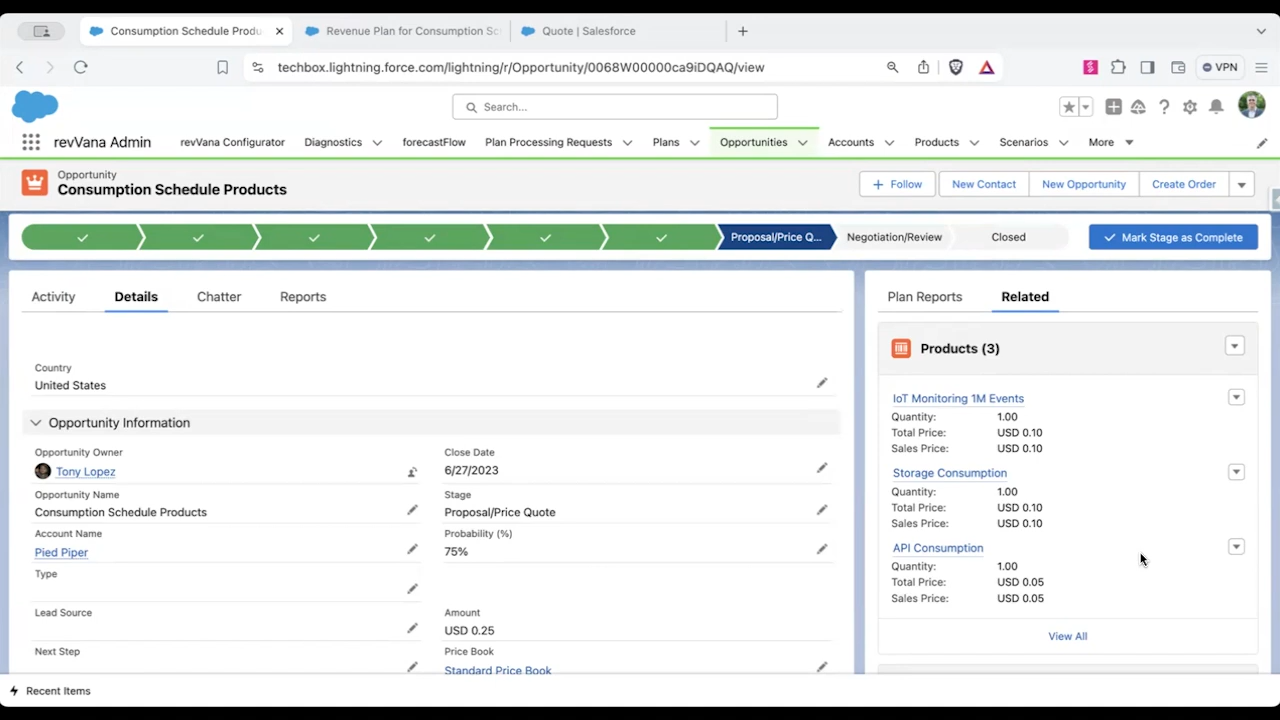 Consumption Schedule Produ
Revenue Plan for Consumption Sc
Quote | Salesforce
techbox.lightning.force.com/lightning/r/Opportunity/0068W00000ca9iDQAQ/view
VPN
Search...
revVana Admin
revVana Configurator
Diagnostics
forecastFlow
Plan Processing Requests
Plans
Opportunities
Accounts
Products
Scenarios
More
Opportunity
Consumption Schedule Products
Follow
New Contact
New Opportunity
Create Order
Proposal/Price Q...
Negotiation/Review
Closed
Mark Stage as Complete
Activity
Details
Chatter
Reports
Country
United States
Opportunity Information
Opportunity Owner
Tony Lopez
Close Date
6/27/2023
Opportunity Name
Consumption Schedule Products
Stage
Proposal/Price Quote
Account Name
Pied Piper
Probability (%)
75%
Type
Lead Source
Amount
USD 0.25
Next Step
Price Book
Standard Price Book
Plan Reports
Related
Products (3)
IoT Monitoring 1M Events
Quantity: 1.00
Total Price: USD 0.10
Sales Price: USD 0.10
Storage Consumption
Quantity: 1.00
Total Price: USD 0.10
Sales Price: USD 0.10
API Consumption
Quantity: 1.00
Total Price: USD 0.05
Sales Price: USD 0.05
View All
Recent Items